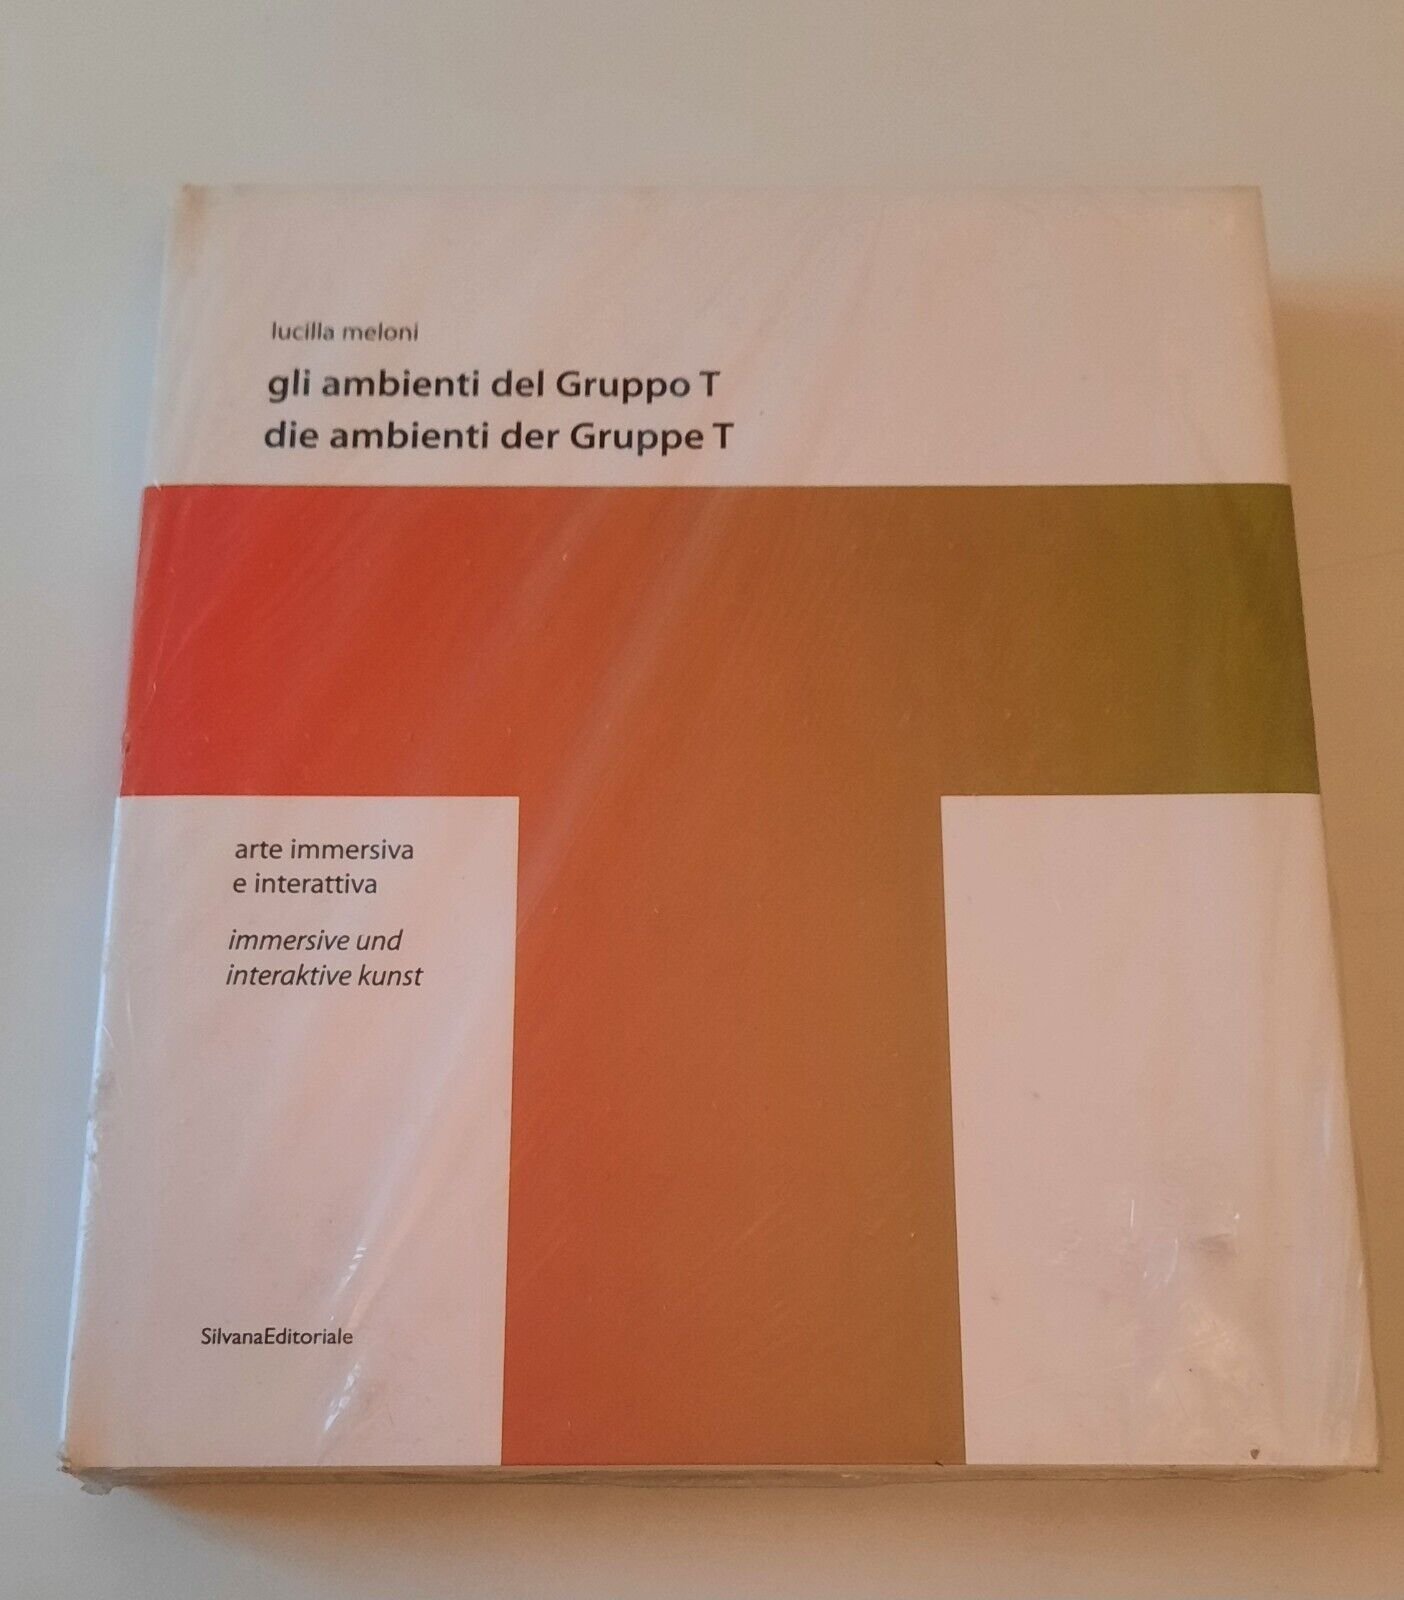 lucilla meloni
gli ambienti del Gruppo T
die ambienti der Gruppe T
arte immersiva
e interattiva
immersive und
interaktive kunst
SilvanaEditoriale